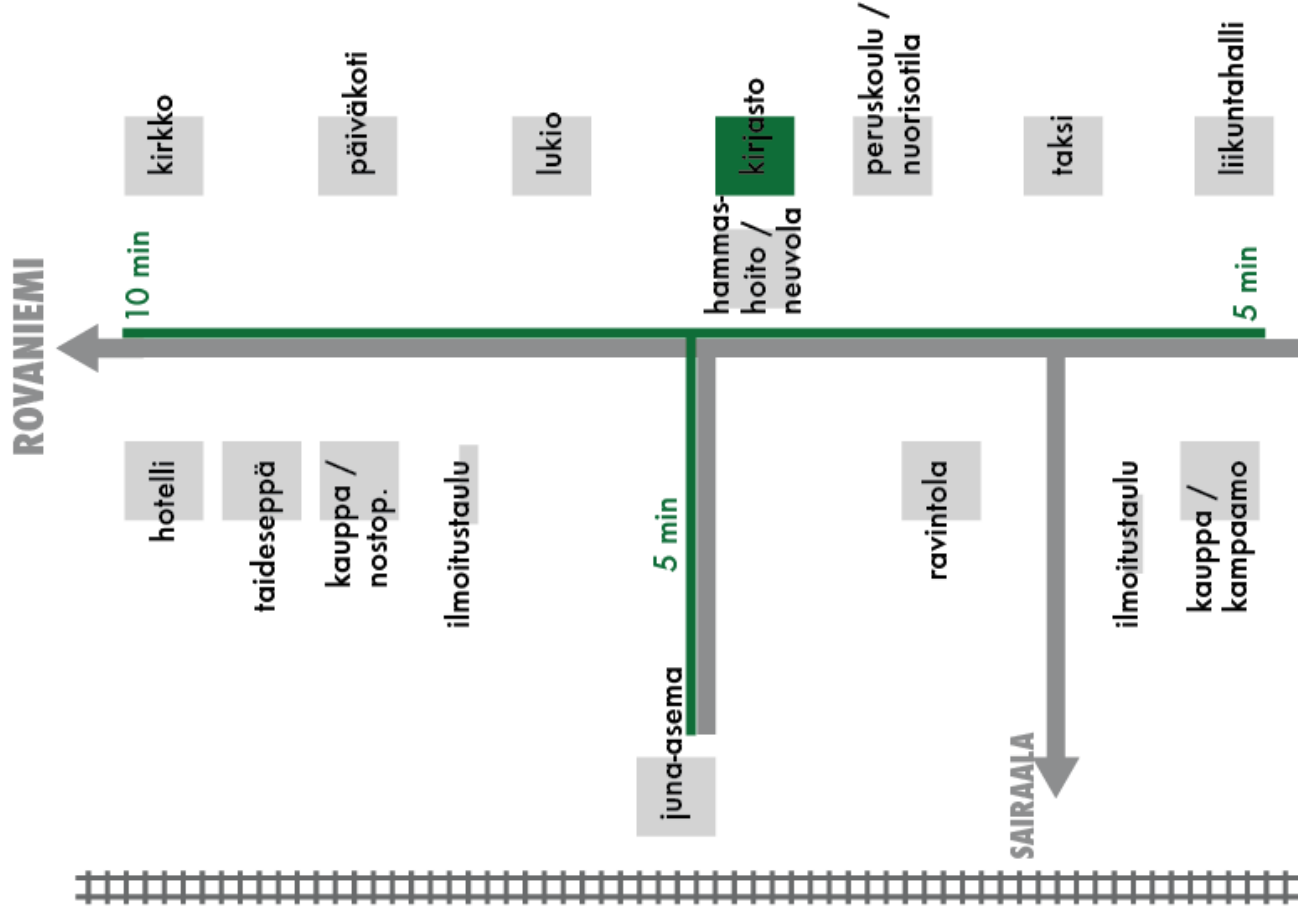 ROVANIEMI
kirkko
päiväkoti
lukio
kirjasto
peruskoulu /
nuorisotila
taksi
liikuntahalli
hammas-
hoito /
neuvola
10 min
5 min
hotelli
taideseppä
kauppa /
nostop.
ilmoitustaulu
5 min
ravintola
ilmoitustaulu
kauppa /
kampaamo
juna-asema
SAIRAALA